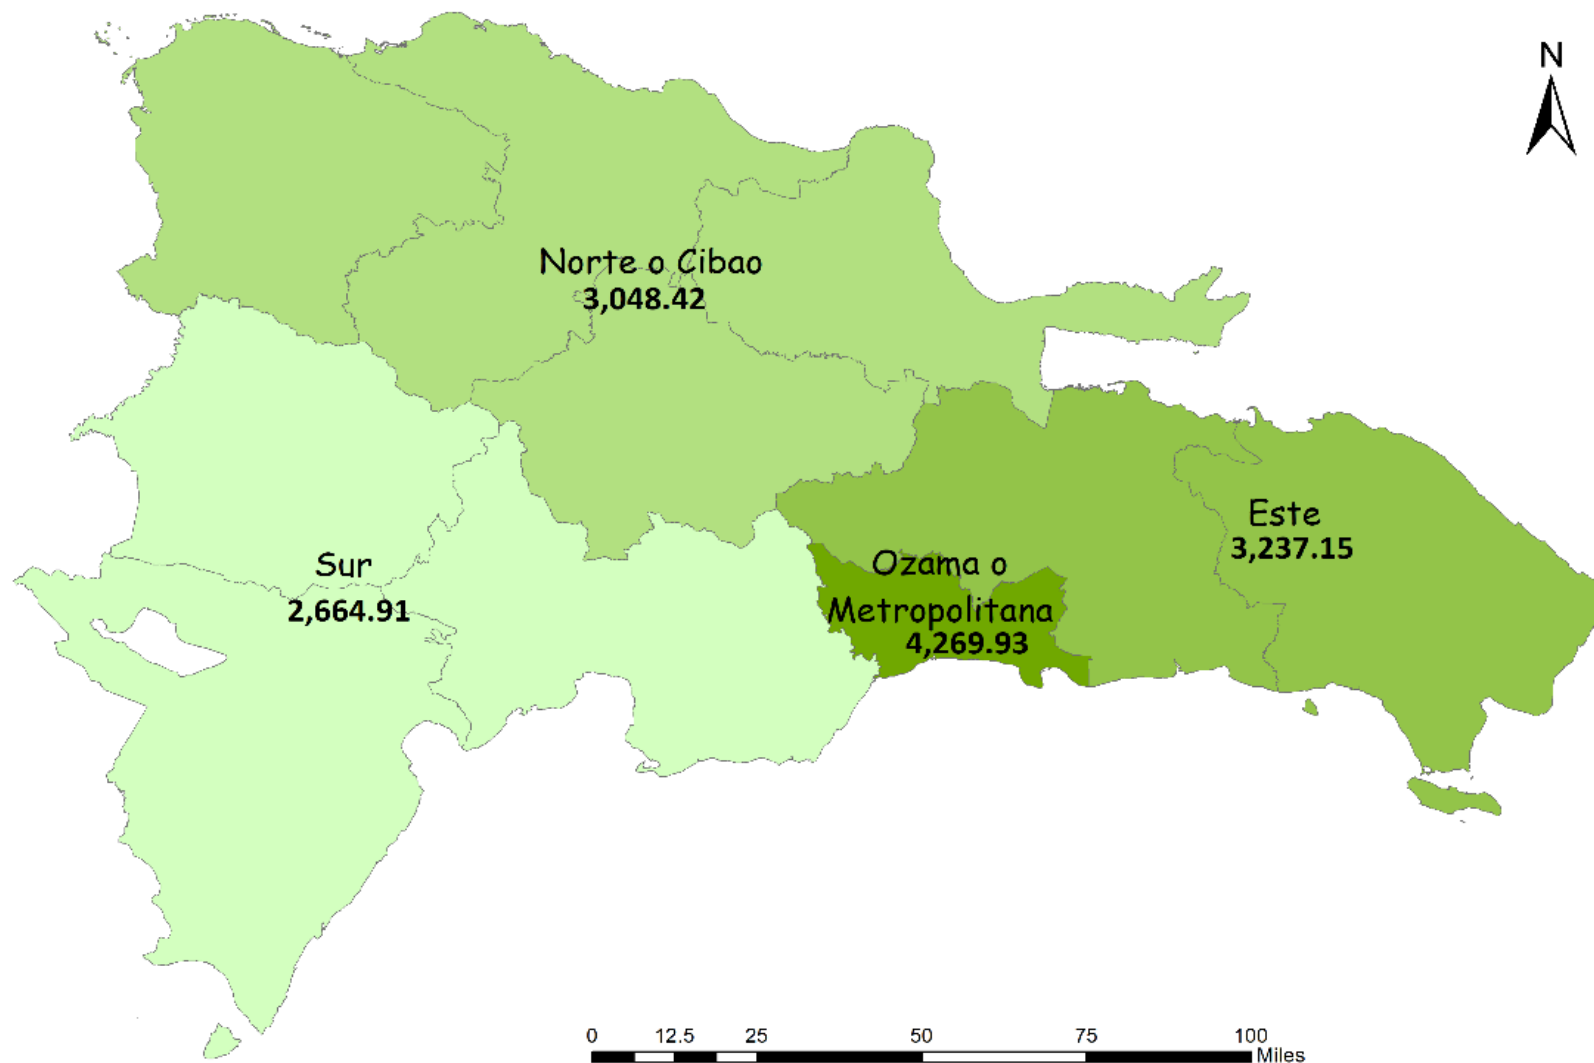 N
Norte o Cibao
3,048.42
Este
3,237.15
Sur
2,664.91
Ozama o
Metropolitana
4,269.93
0 12.5 25 50 75 100
Miles